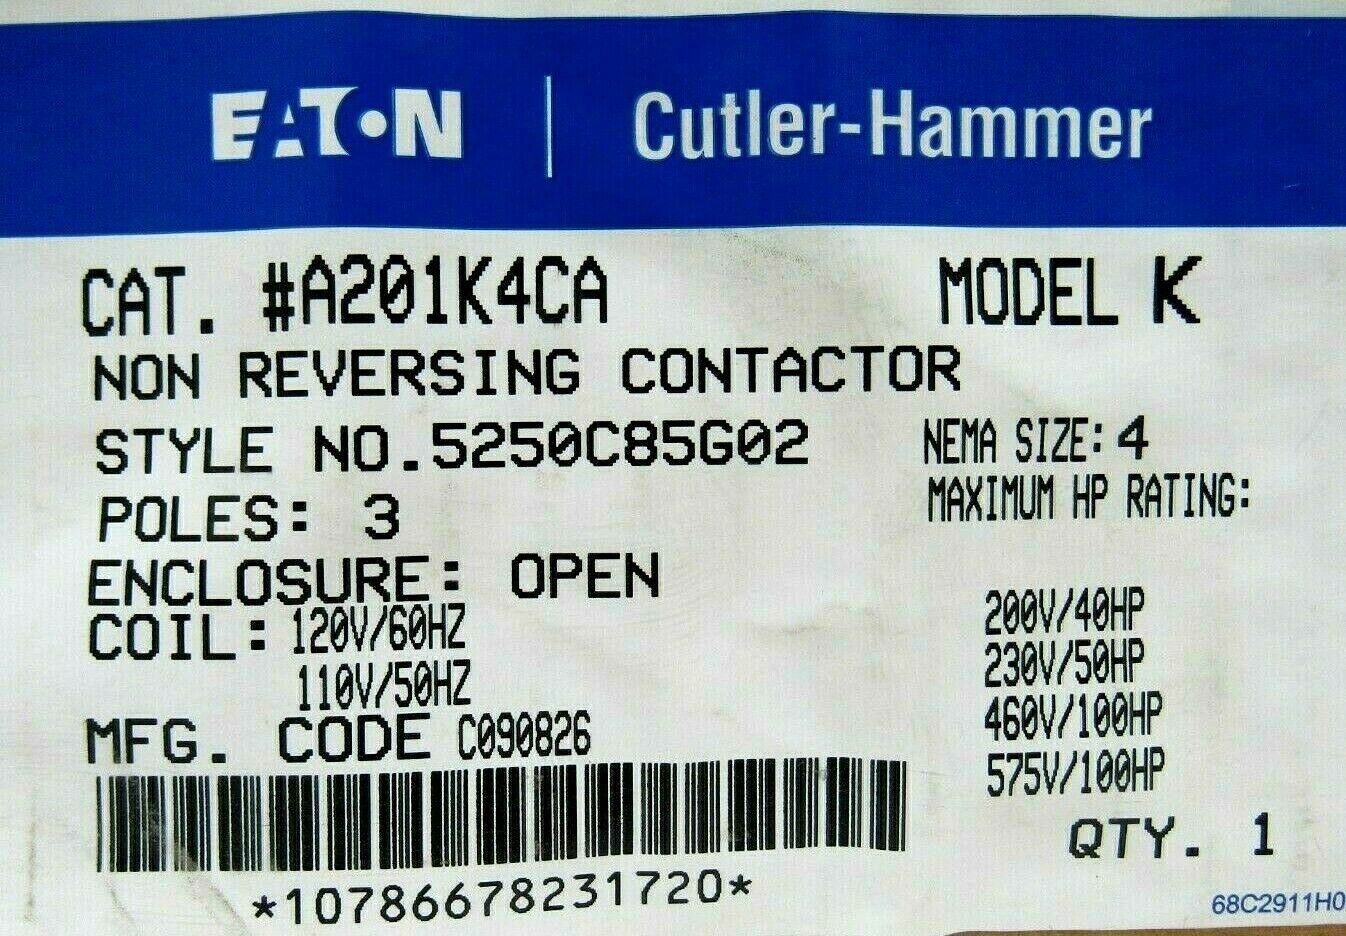 EATON | Cutler-Hammer
CAT. #A201K4CA MODEL K
NON REVERSING CONTACTOR
STYLE NO.5250C85G02
NEMA SIZE: 4
POLES: 3
MAXIMUM HP RATING:
ENCLOSURE: OPEN
COIL: 120V/60HZ
110V/50HZ
200V/40HP
230V/50HP
460V/100HP
575V/100HP
MFG. CODE C090826
QTY. 1
*10786678231720*
68C2911H0